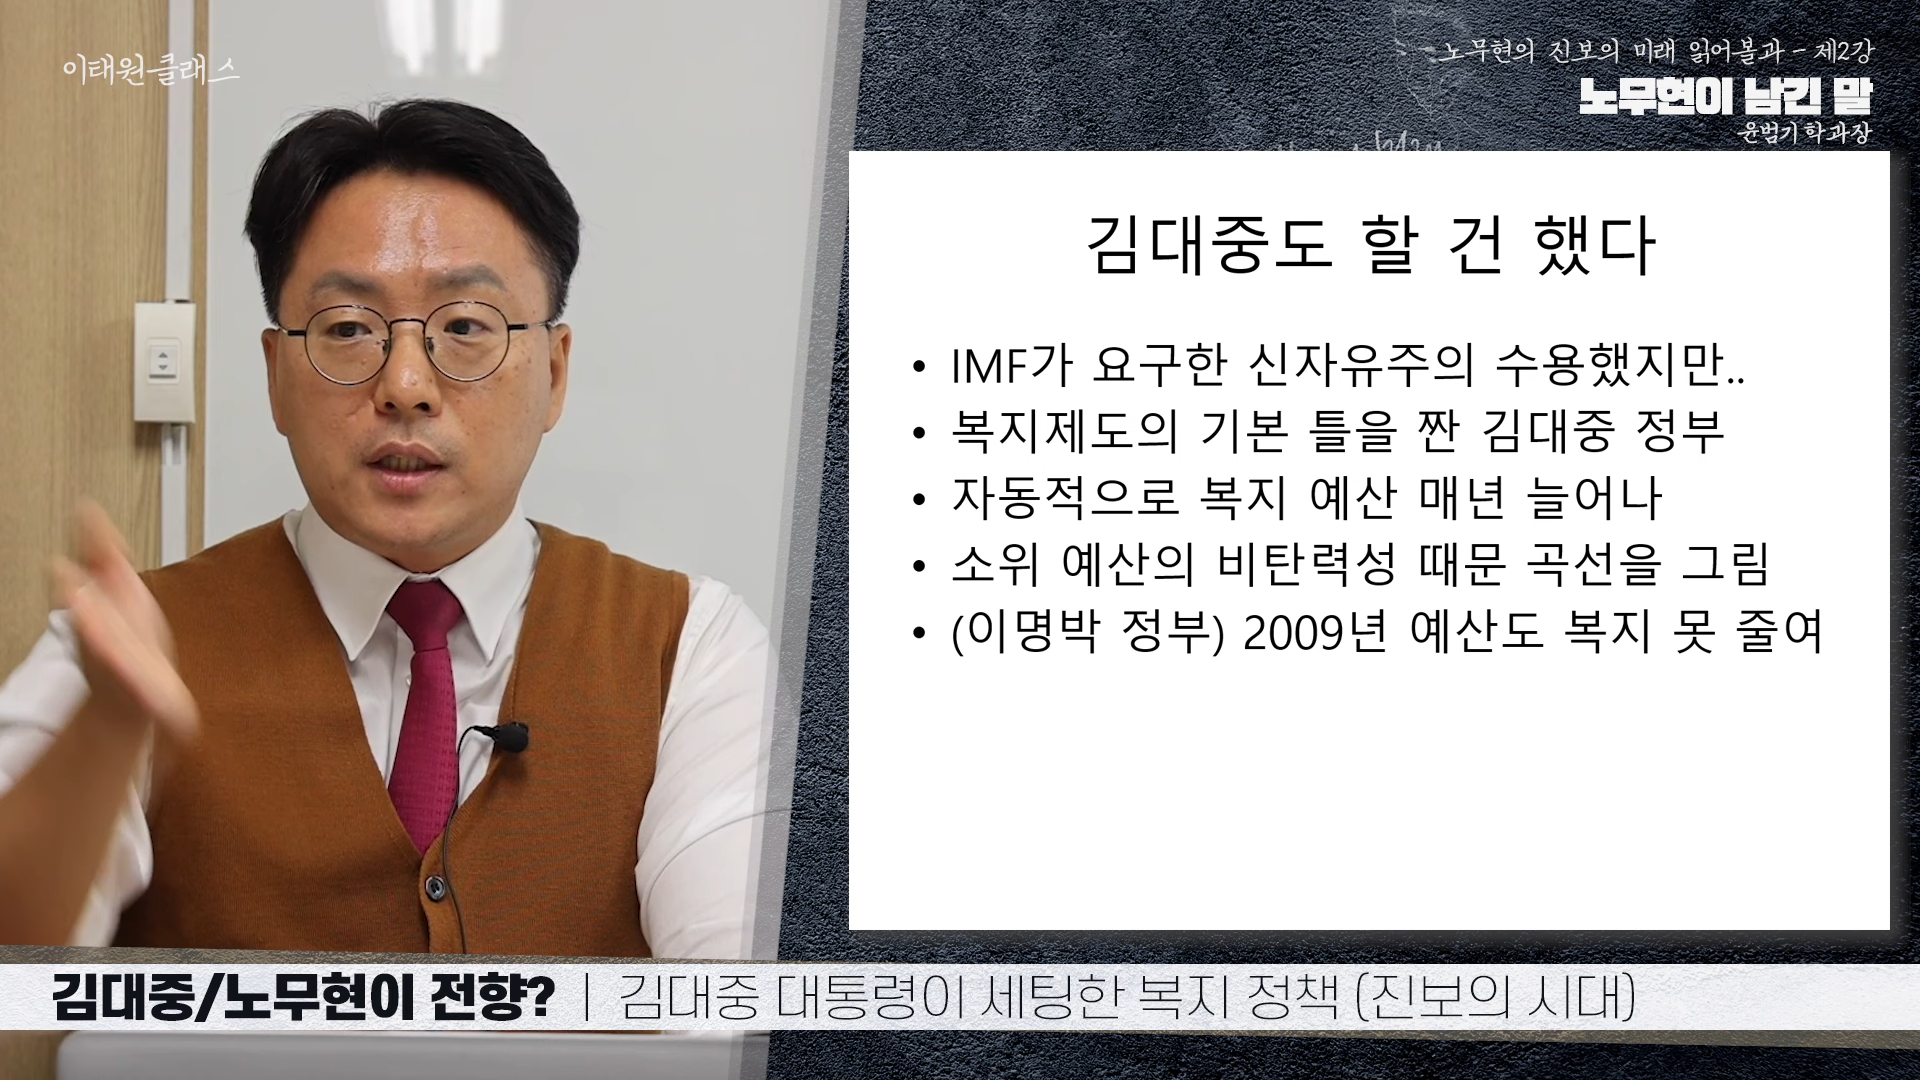 이태원클래스
노무현의 진보의 미래 읽어볼과 - 제2강
노무현이 남긴 말
윤범기 학과장
김대중도 할 건 했다
• IMF가 요구한 신자유주의 수용했지만..
• 복지제도의 기본 틀을 짠 김대중 정부
• 자동적으로 복지 예산 매년 늘어나
• 소위 예산의 비탄력성 때문 곡선을 그림
• (이명박 정부) 2009년 예산도 복지 못 줄여
김대중/노무현이 전향? | 김대중 대통령이 세팅한 복지 정책 (진보의 시대)